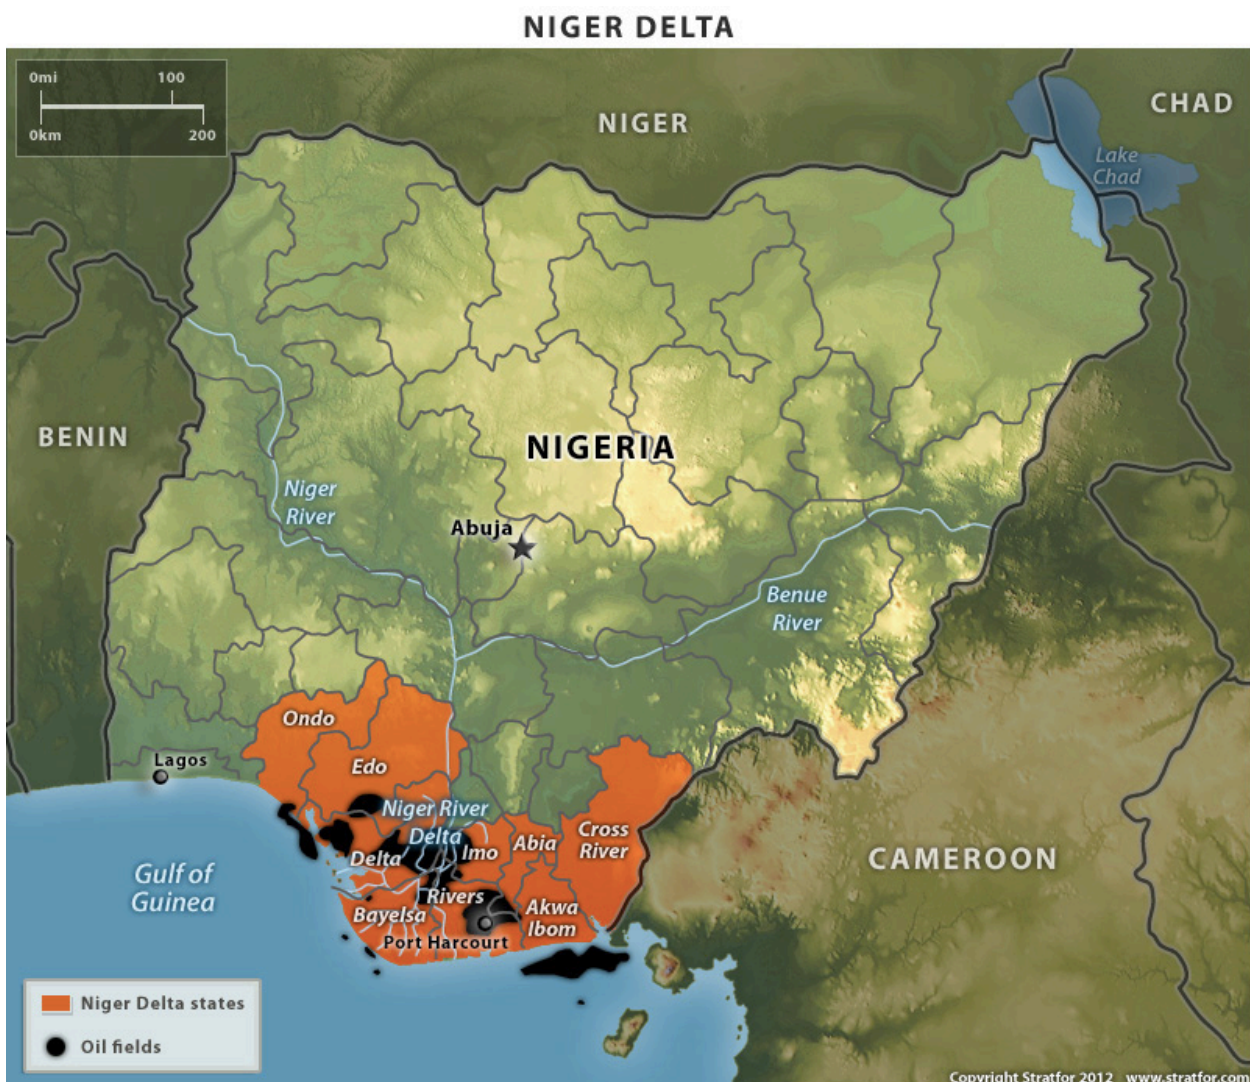 NIGER DELTA
0mi 100
0km 200
NIGER
CHAD
Lake
Chad
BENIN
NIGERIA
Niger
River
Abuja
Benue
River
Ondo
Lagos
Edo
Niger River
Delta
Delta
Imo
Abia
Cross
River
CAMEROON
Gulf of
Guinea
Rivers
Bayelsa
Akwa
Ibom
Port Harcourt
Niger Delta states
Oil fields
Copyright Stratfor 2012 www.stratfor.com